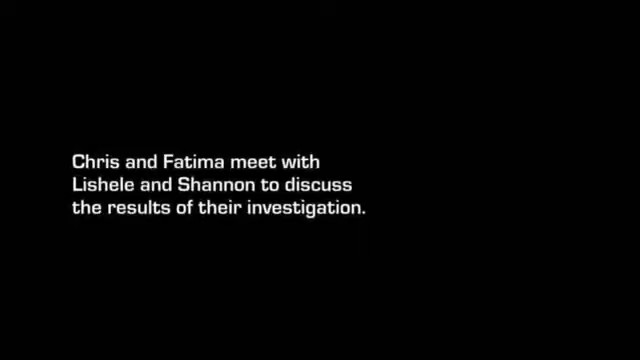 Chris and Fatima meet with
Lishele and Shannon to discuss
the results of their investigation.